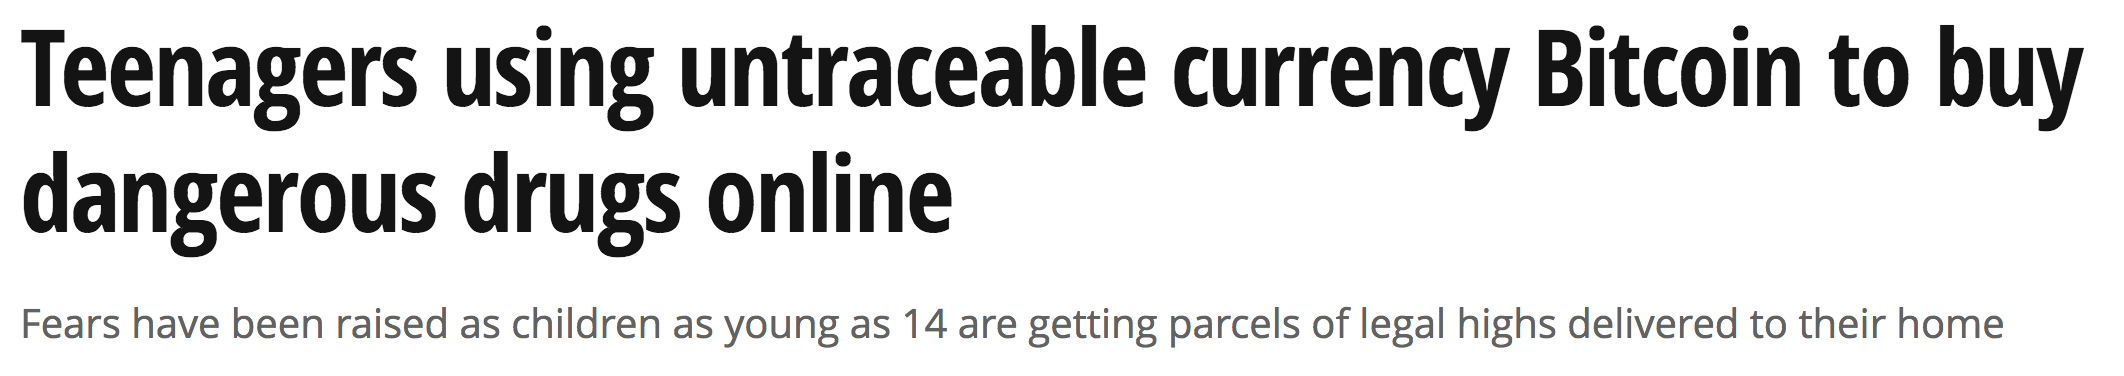 Teenagers using untraceable currency Bitcoin to buy
dangerous drugs online
Fears have been raised as children as young as 14 are getting parcels of legal highs delivered to their home